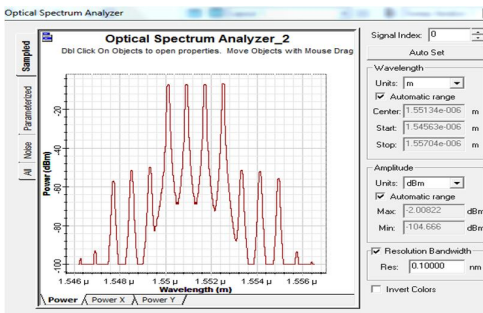 Optical Spectrum Analyzer
Optical Spectrum Analyzer_2
Dbl Click On Objects to open properties. Move Objects with Mouse Drag
Sampled
Parameterized
Noise
All
Power (dBm)
-20
-40
-60
-80
-100
1.546 µ 1.548 µ 1.55 µ 1.552 µ 1.554 µ 1.556 µ
Wavelength (m)
Power Power X Power Y
Signal Index: 0
Auto Set
Wavelength
Units: m
Automatic range
Center: 1.55134e-006 m
Start: 1.54563e-006 m
Stop: 1.55704e-006 m
Amplitude
Units: dBm
Automatic range
Max: -2.00822 dBm
Min: -104.666 dBm
Resolution Bandwidth
Res: 0.10000 nm
Invert Colors